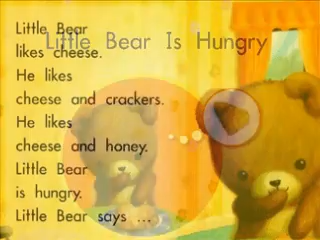 Little Bear Is Hungry
Little Bear
likes cheese.
He likes
cheese and crackers.
He likes
cheese and honey.
Little Bear
is hungry.
Little Bear says ...